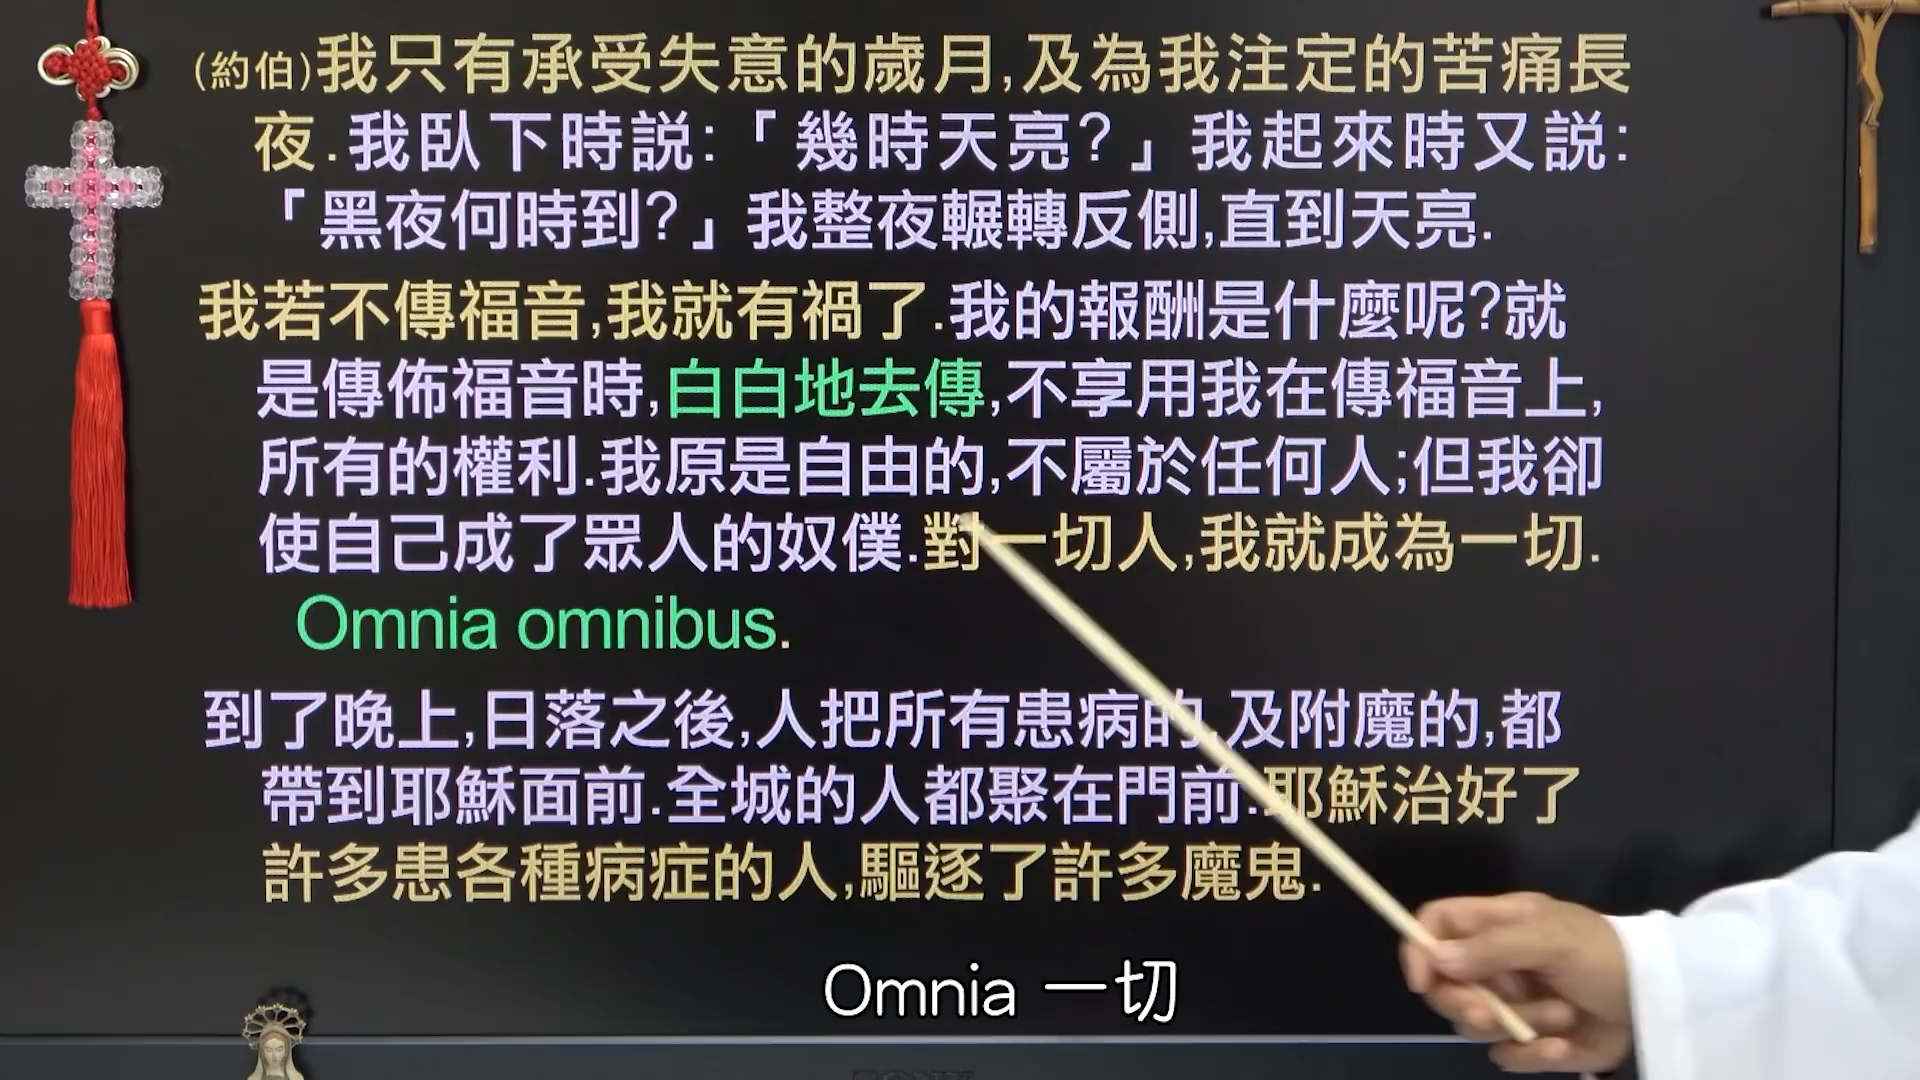 (約伯)我只有承受失意的歲月,及為我注定的苦痛長
夜.我臥下時説:「幾時天亮?」我起來時又説:
「黑夜何時到?」我整夜輾轉反側,直到天亮.
我若不傳福音,我就有禍了.我的報酬是什麼呢?就
是傳佈福音時,白白地去傳,不享用我在傳福音上,
所有的權利.我原是自由的,不屬於任何人;但我卻
使自己成了眾人的奴僕.對一切人,我就成為一切.
Omnia omnibus.
到了晚上,日落之後,人把所有患病的,及附魔的,都
帶到耶穌面前.全城的人都聚在門前.耶穌治好了
許多患各種病症的人,驅逐了許多魔鬼.
Omnia 一切